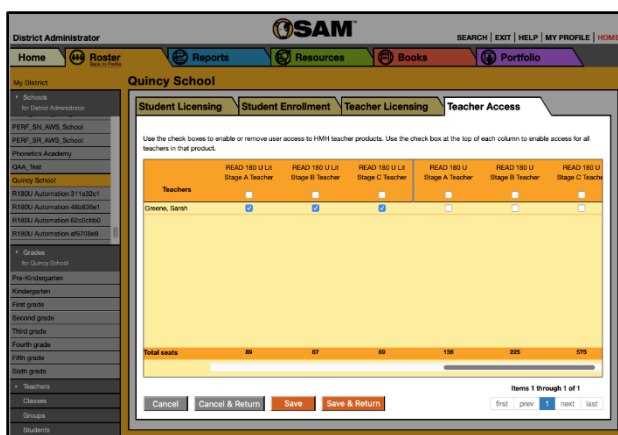 SAM™
District Administrator
SEARCH | EXIT | HELP | MY PROFILE | HOME
Home
Roster
Back to Profile
Reports
Resources
Books
Portfolio
My District
Quincy School
Schools
for District Administrator
PERF_SN_AWS_School
PERF_SR_AWS_School
Phonetics Academy
QAA_Test
Quincy School
R180U Automation 311a32c1
R180U Automation 48b836e1
R180U Automation 62c0cbb0
R180U Automation af6708e9
Grades
for Quincy School
Pre-Kindergarten
Kindergarten
First grade
Second grade
Third grade
Fourth grade
Fifth grade
Sixth grade
Teachers
Classes
Groups
Students
Student Licensing
Student Enrollment
Teacher Licensing
Teacher Access
Use the check boxes to enable or remove user access to HMH teacher products. Use the check box at the top of each column to enable access for all
teachers in that product.
Teachers
READ 180 U Lit
Stage A Teacher
READ 180 U Lit
Stage B Teacher
READ 180 U Lit
Stage C Teacher
READ 180 U
Stage A Teacher
READ 180 U
Stage B Teacher
READ 180 U
Stage C Teache
Greene, Sarah
Total seats 89 87 89 136 225 573
Items 1 through 1 of 1
Cancel
Cancel & Return
Save
Save & Return
first prev 1 next last